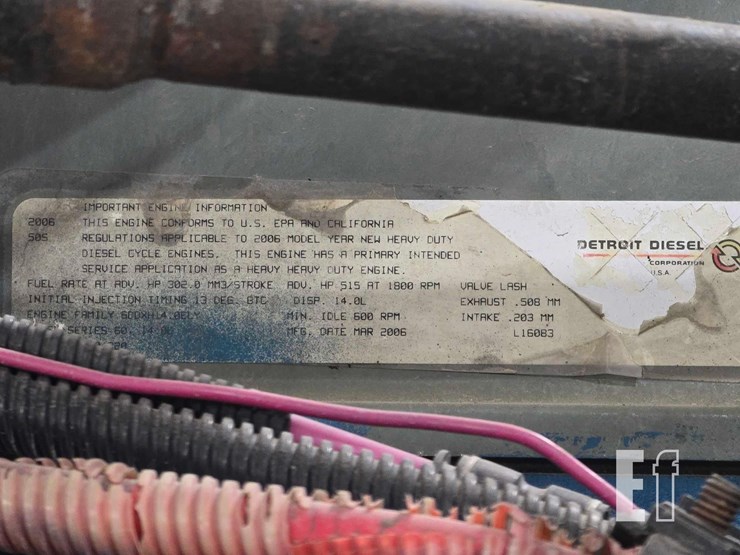 IMPORTANT ENGINE INFORMATION
2006 THIS ENGINE CONFORMS TO U.S. EPA AND CALIFORNIA
50S REGULATIONS APPLICABLE TO 2006 MODEL YEAR NEW HEAVY DUTY
DIESEL CYCLE ENGINES. THIS ENGINE HAS A PRIMARY INTENDED
SERVICE APPLICATION AS A HEAVY HEAVY DUTY ENGINE.
FUEL RATE AT ADV. HP 302.0 MM3/STROKE ADV. HP 515 AT 1800 RPM VALVE LASH
INITIAL INJECTION TIMING 13 DEG. BTC DISP. 14.0L EXHAUST .508 MM
ENGINE FAMILY 6DDXH14.0ELY MIN. IDLE 600 RPM INTAKE .203 MM
SERIES 60, MFG. DATE MAR 2006 L16083
DETROIT DIESEL
CORPORATION
U.S.A.
Ef